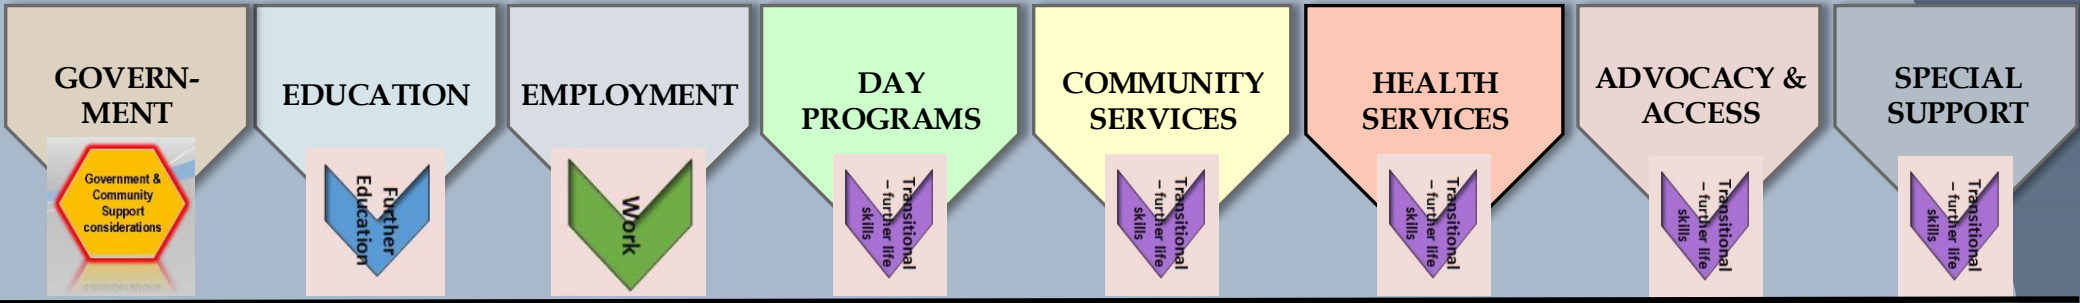 GOVERN-
MENT
EDUCATION
EMPLOYMENT
DAY
PROGRAMS
COMMUNITY
SERVICES
HEALTH
SERVICES
ADVOCACY &
ACCESS
SPECIAL
SUPPORT
Government &
Community
Support
considerations
Further
Education
Work
Transitional
– further life
skills
Transitional
– further life
skills
Transitional
– further life
skills
Transitional
– further life
skills
Transitional
– further life
skills